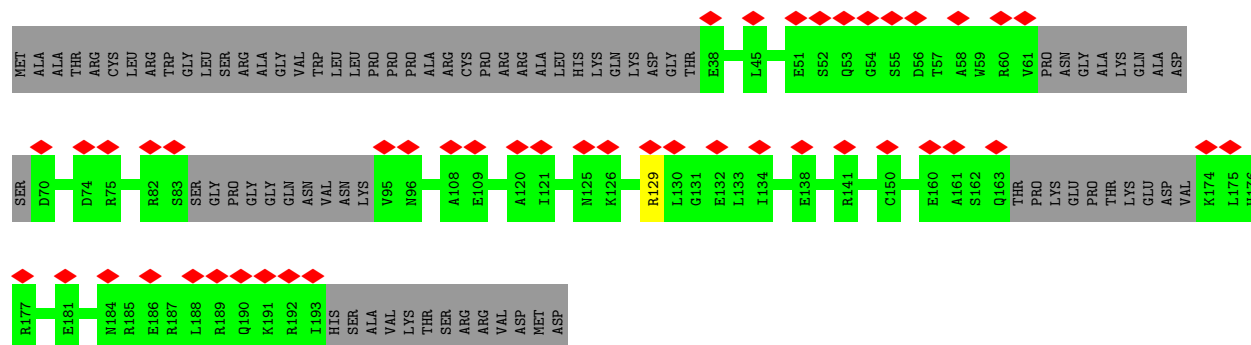 MET ALA ALA THR ARG CYS LEU ARG TRP GLY LEU SER ARG ALA GLY VAL TRP LEU LEU PRO PRO PRO ALA ARG CYS PRO ARG ARG ALA LEU HIS LYS GLN LYS ASP GLY THR E38 L45 E51 S52 Q53 G54 S55 D56 T57 A58 W59 R60 V61 PRO ASN GLY ALA LYS GLN ALA ASP
SER D70 D74 R75 R82 S83 SER GLY PRO GLY GLY GLN ASN VAL ASN LYS V95 N96 A108 E109 A120 I121 N125 K126 R129 L130 G131 E132 L133 I134 E138 R141 C150 E160 A161 S162 Q163 THR PRO LYS GLU PRO THR LYS GLU ASP VAL K174 L175
R177 E181 N184 R185 E186 R187 L188 R189 Q190 K191 R192 I193 HIS SER ALA VAL LYS THR SER ARG ARG VAL ASP MET ASP